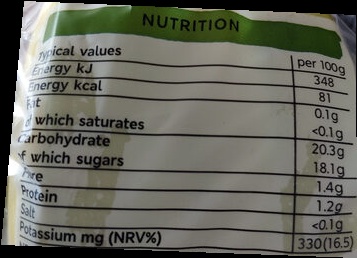 NUTRITION
Typical values per 100g
Energy kJ 348
Energy kcal 81
Fat 0.1g
of which saturates <0.1g
Carbohydrate 20.3g
of which sugars 18.1g
Fibre 1.4g
Protein 1.2g
Salt <0.1g
Potassium mg (NRV%) 330(16.5)